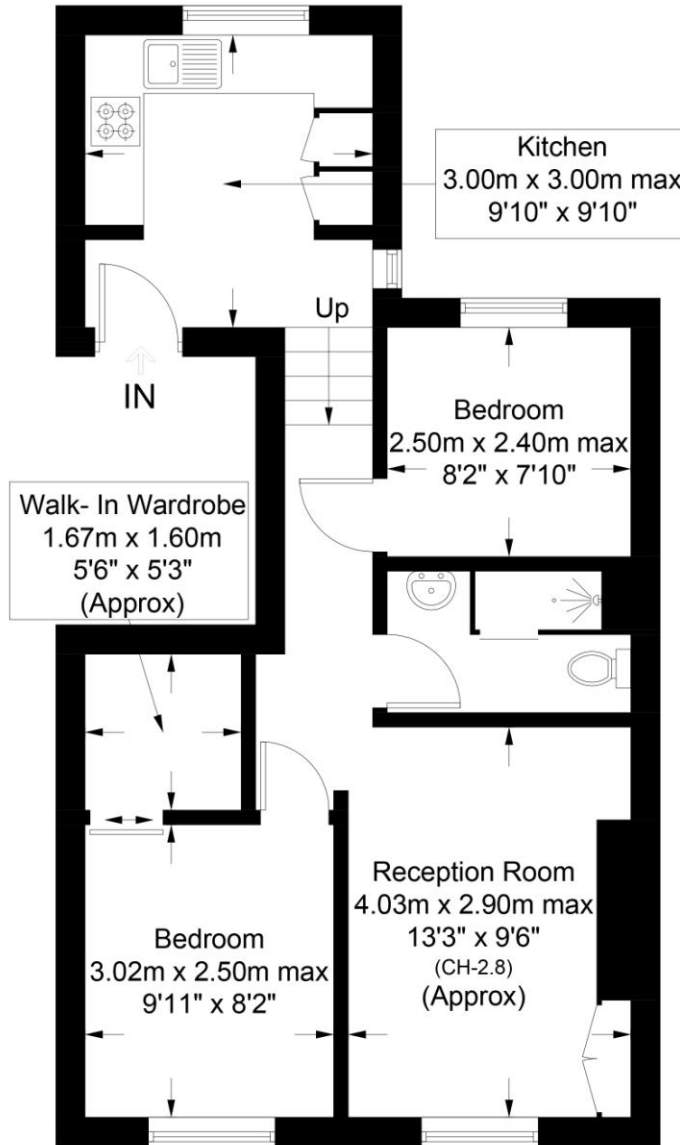 Kitchen
3.00m x 3.00m max
9'10" x 9'10"
Up
IN
Bedroom
2.50m x 2.40m max
8'2" x 7'10"
Walk- In Wardrobe
1.67m x 1.60m
5'6" x 5'3"
(Approx)
Bedroom
3.02m x 2.50m max
9'11" x 8'2"
Reception Room
4.03m x 2.90m max
13'3" x 9'6"
(CH-2.8)
(Approx)